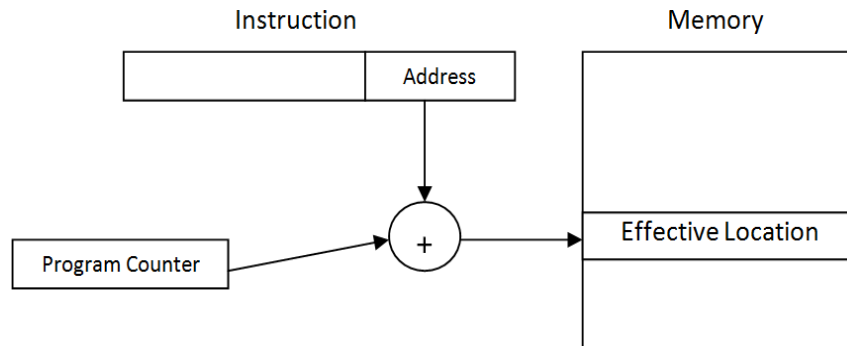 Instruction
Memory
Address
Effective Location
+
Program Counter